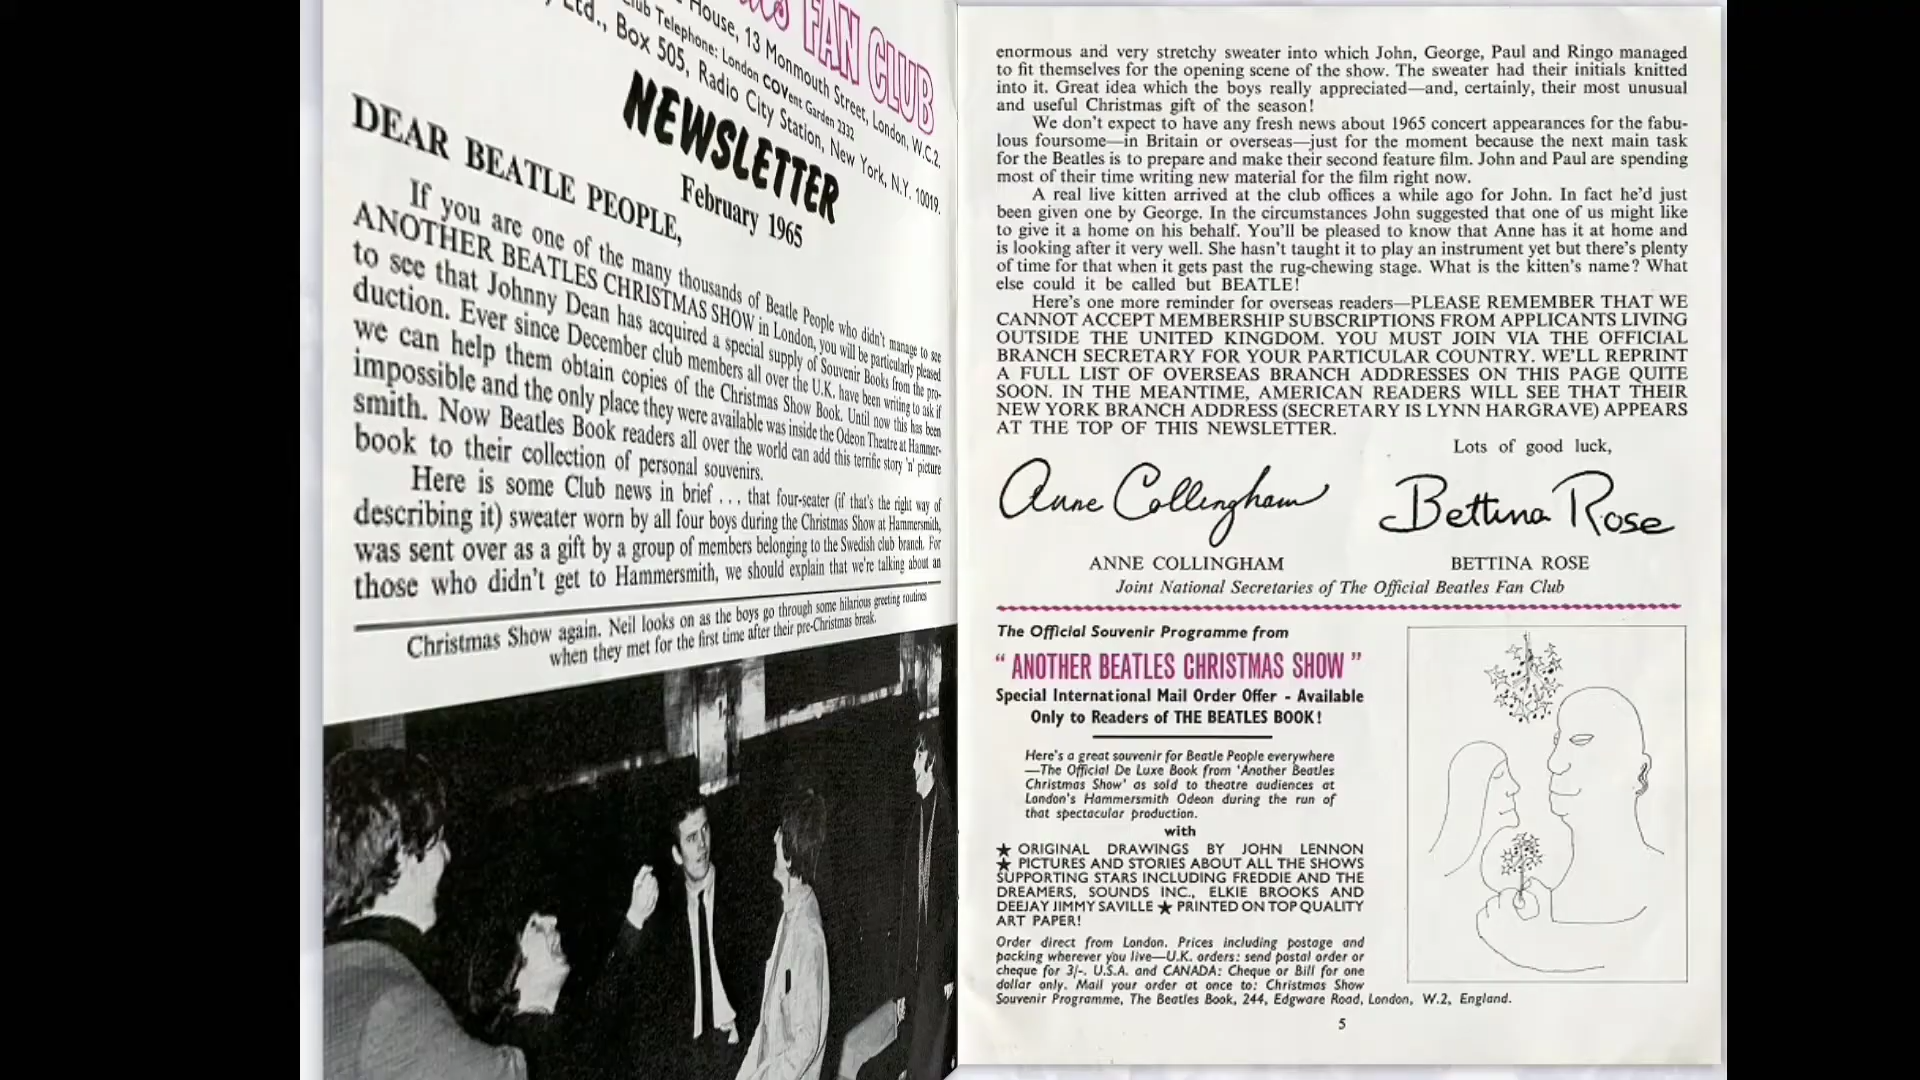 FAN CLUB
House, 13 Monmouth Street, London, W.C.2.
Club Telephone: London COVent Garden 2332
Ltd., Box 505, Radio City Station, New York, N.Y. 10019.
NEWSLETTER
February 1965
DEAR BEATLE PEOPLE,
If you are one of the many thousands of Beatle People who didn't manage to see
ANOTHER BEATLES CHRISTMAS SHOW in London, you will be particularly pleased
to see that Johnny Dean has acquired a special supply of Souvenir Books from the pro-
duction. Ever since December club members all over the U.K. have been writing to ask if
we can help them obtain copies of the Christmas Show Book. Until now this has been
impossible and the only place they were available was inside the Odeon Theatre at Hammer-
smith. Now Beatles Book readers all over the world can add this terrific story 'n' picture
book to their collection of personal souvenirs.
Here is some Club news in brief . . . that four-seater (if that's the right way of
describing it) sweater worn by all four boys during the Christmas Show at Hammersmith,
was sent over as a gift by a group of members belonging to the Swedish club branch. For
those who didn't get to Hammersmith, we should explain that we're talking about an
Christmas Show again. Neil looks on as the boys go through some hilarious greeting routines
when they met for the first time after their pre-Christmas break.
enormous and very stretchy sweater into which John, George, Paul and Ringo managed
to fit themselves for the opening scene of the show. The sweater had their initials knitted
into it. Great idea which the boys really appreciated—and, certainly, their most unusual
and useful Christmas gift of the season!
We don't expect to have any fresh news about 1965 concert appearances for the fabu-
lous foursome—in Britain or overseas—just for the moment because the next main task
for the Beatles is to prepare and make their second feature film. John and Paul are spending
most of their time writing new material for the film right now.
A real live kitten arrived at the club offices a while ago for John. In fact he'd just
been given one by George. In the circumstances John suggested that one of us might like
to give it a home on his behalf. You'll be pleased to know that Anne has it at home and
is looking after it very well. She hasn't taught it to play an instrument yet but there's plenty
of time for that when it gets past the rug-chewing stage. What is the kitten's name? What
else could it be called but BEATLE!
Here's one more reminder for overseas readers—PLEASE REMEMBER THAT WE
CANNOT ACCEPT MEMBERSHIP SUBSCRIPTIONS FROM APPLICANTS LIVING
OUTSIDE THE UNITED KINGDOM. YOU MUST JOIN VIA THE OFFICIAL
BRANCH SECRETARY FOR YOUR PARTICULAR COUNTRY. WE'LL REPRINT
A FULL LIST OF OVERSEAS BRANCH ADDRESSES ON THIS PAGE QUITE
SOON. IN THE MEANTIME, AMERICAN READERS WILL SEE THAT THEIR
NEW YORK BRANCH ADDRESS (SECRETARY IS LYNN HARGRAVE) APPEARS
AT THE TOP OF THIS NEWSLETTER.
Lots of good luck,
Anne Collingham Bettina Rose
ANNE COLLINGHAM BETTINA ROSE
Joint National Secretaries of The Official Beatles Fan Club
The Official Souvenir Programme from
" ANOTHER BEATLES CHRISTMAS SHOW "
Special International Mail Order Offer - Available
Only to Readers of THE BEATLES BOOK!
Here's a great souvenir for Beatle People everywhere
—The Official De Luxe Book from 'Another Beatles
Christmas Show' as sold to theatre audiences at
London's Hammersmith Odeon during the run of
that spectacular production.
with
★ ORIGINAL DRAWINGS BY JOHN LENNON
★ PICTURES AND STORIES ABOUT ALL THE SHOWS
SUPPORTING STARS INCLUDING FREDDIE AND THE
DREAMERS, SOUNDS INC., ELKIE BROOKS AND
DEEJAY JIMMY SAVILLE ★ PRINTED ON TOP QUALITY
ART PAPER!
Order direct from London. Prices including postage and
packing wherever you live—U.K. orders: send postal order or
cheque for 3/-. U.S.A. and CANADA: Cheque or Bill for one
dollar only. Mail your order at once to: Christmas Show
Souvenir Programme, The Beatles Book, 244, Edgware Road, London, W.2, England.
5